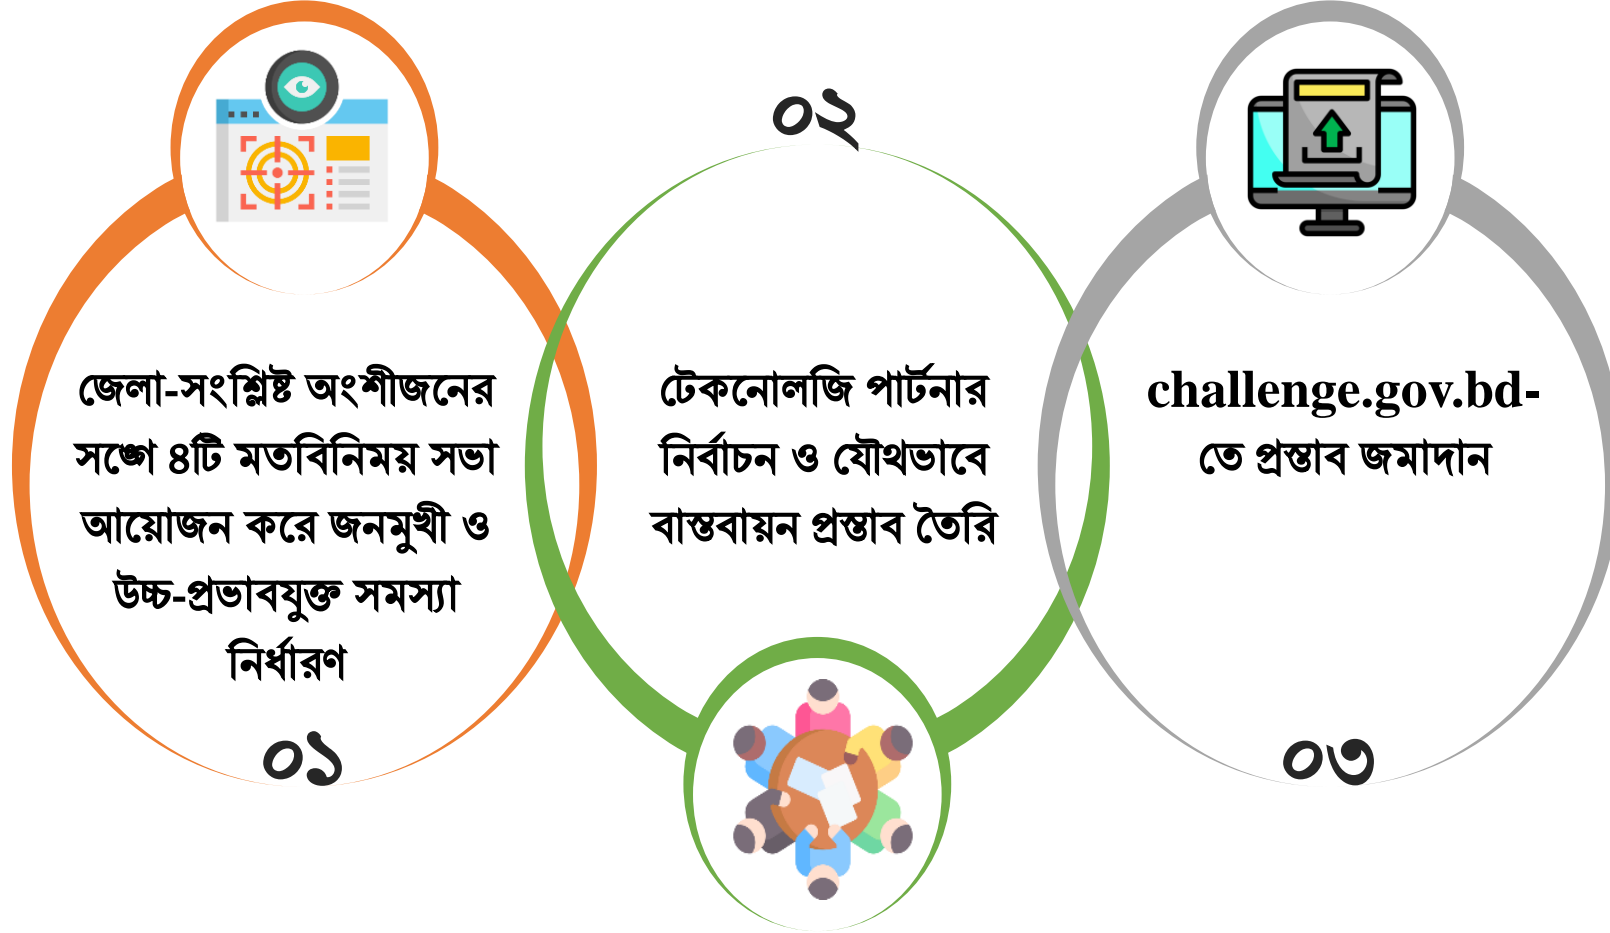 জেলা-সংশ্লিষ্ট অংশীজনের
সঙ্গে ৪টি মতবিনিময় সভা
আয়োজন করে জনমুখী ও
উচ্চ-প্রভাবযুক্ত সমস্যা
নির্ধারণ
০১
০২
টেকনোলজি পার্টনার
নির্বাচন ও যৌথভাবে
বাস্তবায়ন প্রস্তাব তৈরি
challenge.gov.bd-
তে প্রস্তাব জমাদান
০৩